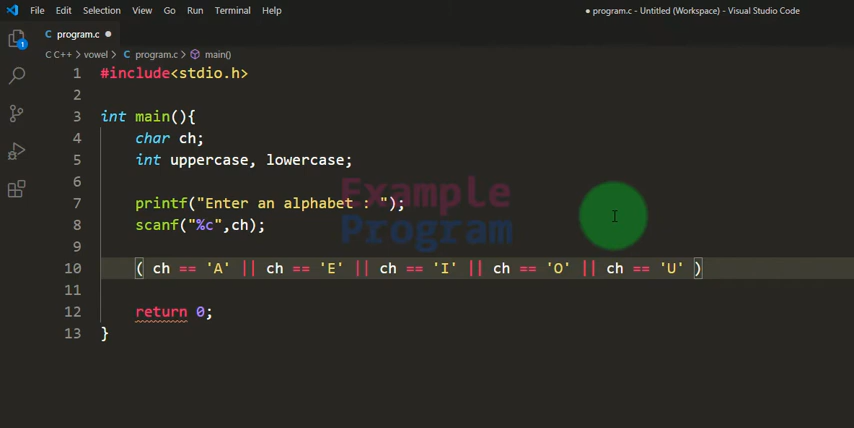 File Edit Selection View Go Run Terminal Help
● program.c - Untitled (Workspace) - Visual Studio Code
C program.c ●
1
C C++ > vowel > C program.c > main()
1 #include<stdio.h>
2
3 int main(){
4 char ch;
5 int uppercase, lowercase;
6
7 printf("Enter an alphabet : ");
8 scanf("%c",ch);
9
10 ( ch == 'A' || ch == 'E' || ch == 'I' || ch == 'O' || ch == 'U' )
11
12 return 0;
13 }
Example
Program